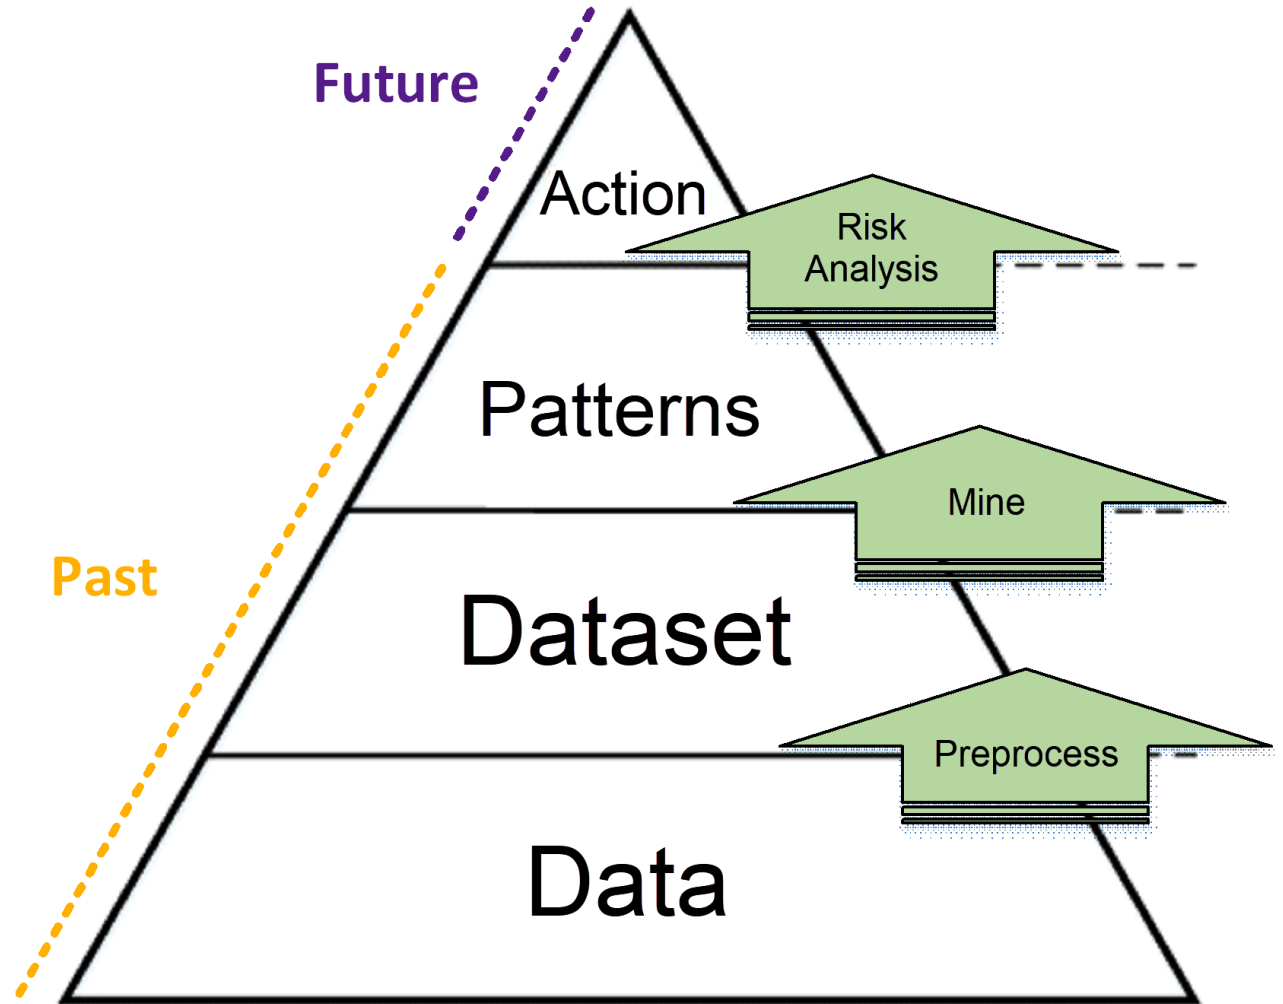 Future
Action
Risk
Analysis
Patterns
Mine
Past
Dataset
Preprocess
Data